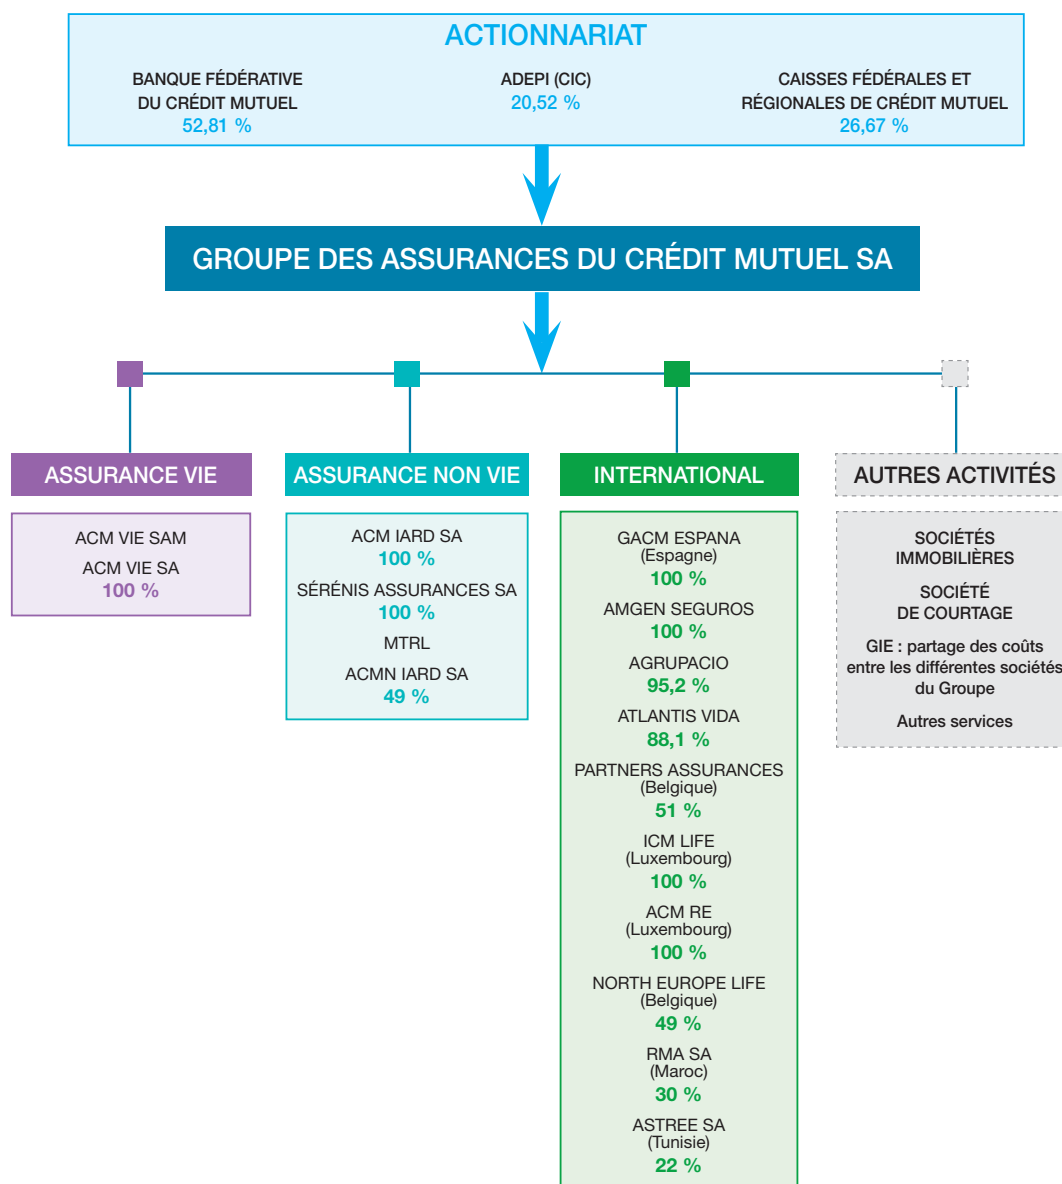 ACTIONNARIAT
BANQUE FÉDÉRATIVE
DU CRÉDIT MUTUEL
52,81 %
ADEPI (CIC)
20,52 %
CAISSES FÉDÉRALES ET
RÉGIONALES DE CRÉDIT MUTUEL
26,67 %
GROUPE DES ASSURANCES DU CRÉDIT MUTUEL SA
ASSURANCE VIE
ACM VIE SAM
ACM VIE SA
100 %
ASSURANCE NON VIE
ACM IARD SA
100 %
SÉRÉNIS ASSURANCES SA
100 %
MTRL
ACMN IARD SA
49 %
INTERNATIONAL
GACM ESPANA
(Espagne)
100 %
AMGEN SEGUROS
100 %
AGRUPACIO
95,2 %
ATLANTIS VIDA
88,1 %
PARTNERS ASSURANCES
(Belgique)
51 %
ICM LIFE
(Luxembourg)
100 %
ACM RE
(Luxembourg)
100 %
NORTH EUROPE LIFE
(Belgique)
49 %
RMA SA
(Maroc)
30 %
ASTREE SA
(Tunisie)
22 %
AUTRES ACTIVITÉS
SOCIÉTÉS
IMMOBILIÈRES
SOCIÉTÉ
DE COURTAGE
GIE : partage des coûts
entre les différentes sociétés
du Groupe
Autres services